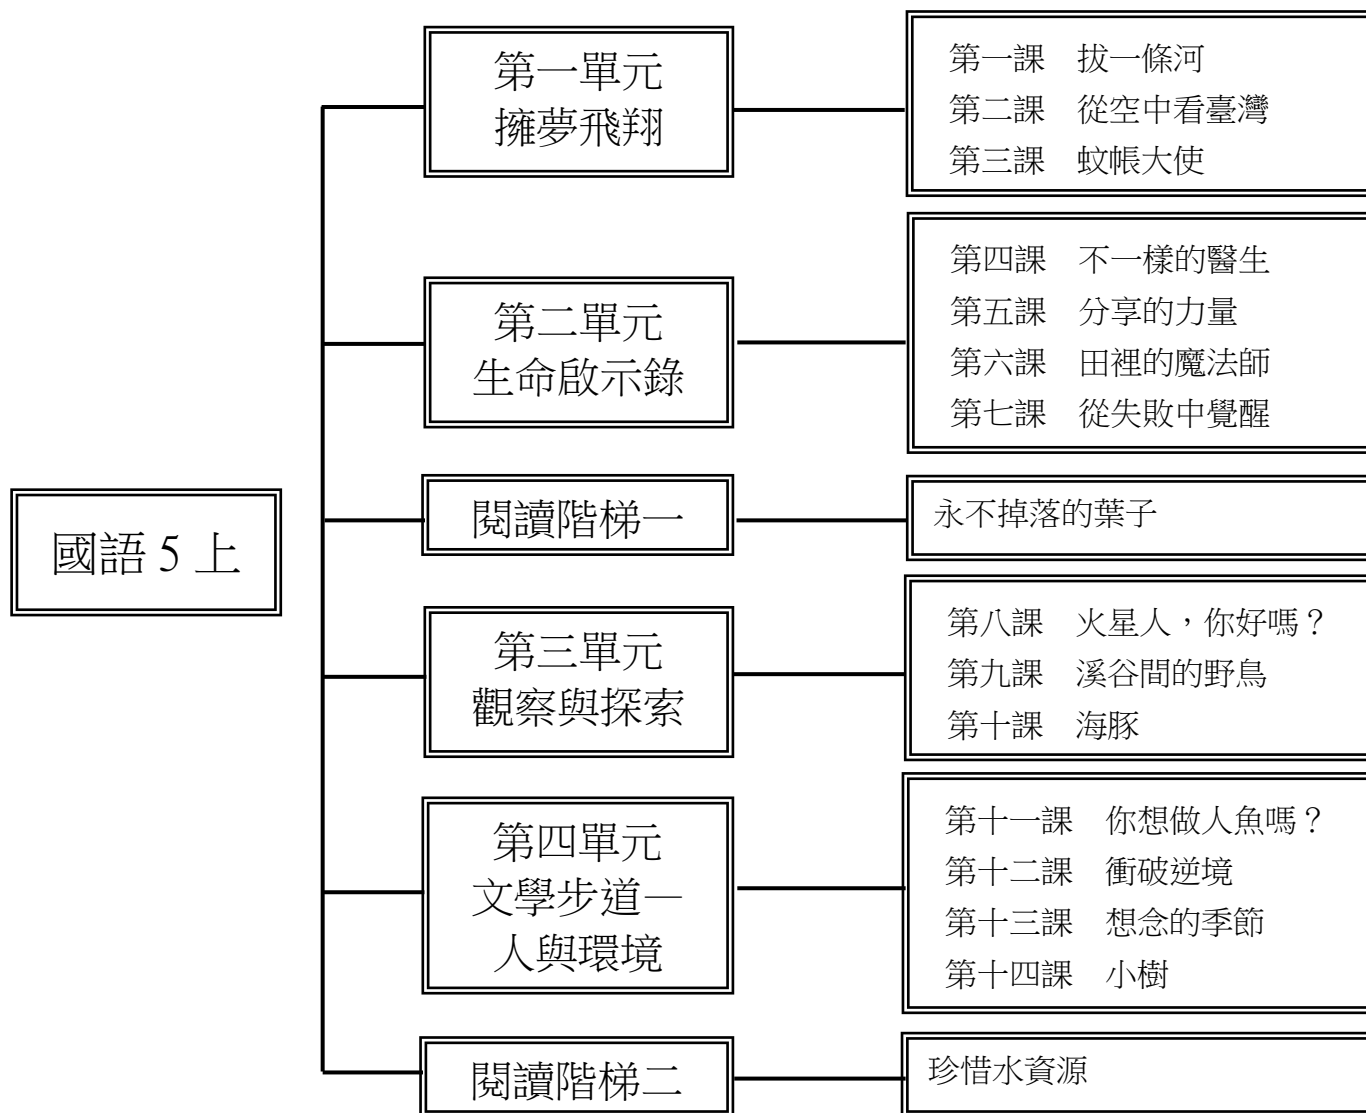 國語 5 上
第一單元
擁夢飛翔
第一課 拔一條河
第二課 從空中看臺灣
第三課 蚊帳大使
第二單元
生命啟示錄
第四課 不一樣的醫生
第五課 分享的力量
第六課 田裡的魔法師
第七課 從失敗中覺醒
閱讀階梯一
永不掉落的葉子
第三單元
觀察與探索
第八課 火星人，你好嗎？
第九課 溪谷間的野鳥
第十課 海豚
第四單元
文學步道—
人與環境
第十一課 你想做人魚嗎？
第十二課 衝破逆境
第十三課 想念的季節
第十四課 小樹
閱讀階梯二
珍惜水資源